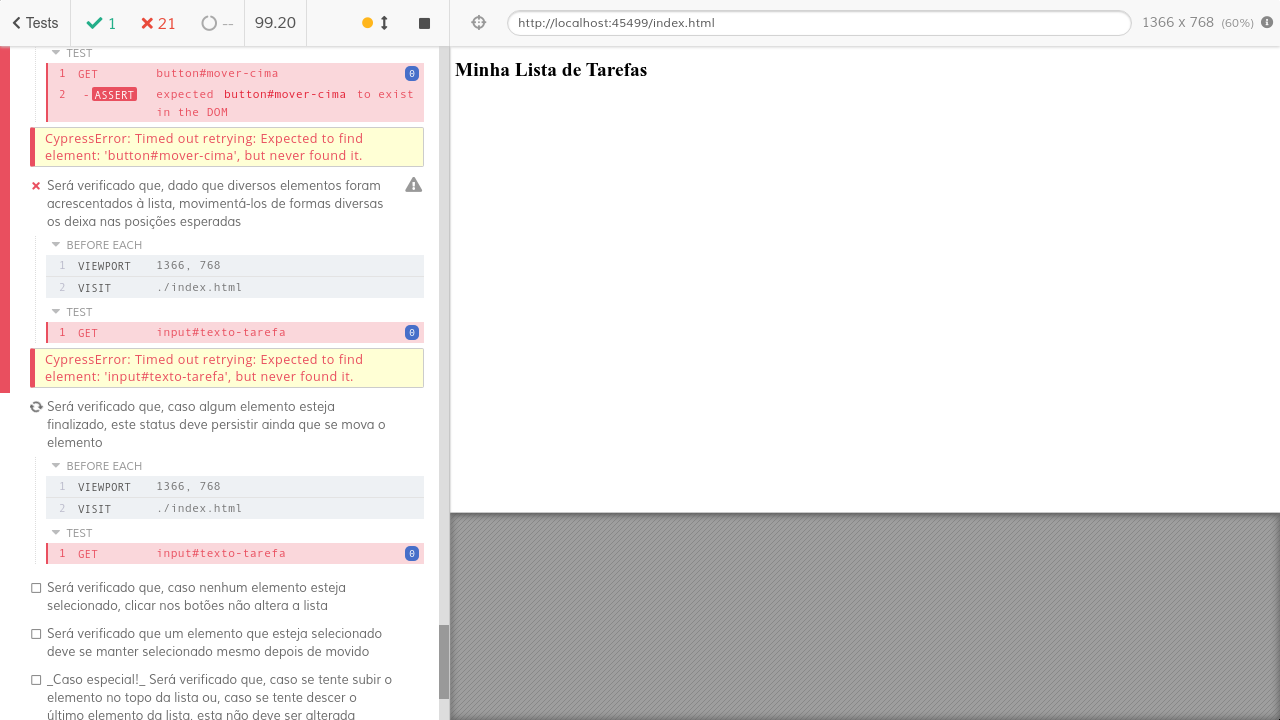 Tests 1 21 -- 99.20 http://localhost:45499/index.html 1366 x 768 (60%)
TEST
1 GET button#mover-cima 0
2 -ASSERT expected button#mover-cima to exist
in the DOM
CypressError: Timed out retrying: Expected to find
element: 'button#mover-cima', but never found it.
Será verificado que, dado que diversos elementos foram
acrescentados à lista, movimentá-los de formas diversas
os deixa nas posições esperadas
BEFORE EACH
1 VIEWPORT 1366, 768
2 VISIT ./index.html
TEST
1 GET input#texto-tarefa 0
CypressError: Timed out retrying: Expected to find
element: 'input#texto-tarefa', but never found it.
Será verificado que, caso algum elemento esteja
finalizado, este status deve persistir ainda que se mova o
elemento
BEFORE EACH
1 VIEWPORT 1366, 768
2 VISIT ./index.html
TEST
1 GET input#texto-tarefa 0
Será verificado que, caso nenhum elemento esteja
selecionado, clicar nos botões não altera a lista
Será verificado que um elemento que esteja selecionado
deve se manter selecionado mesmo depois de movido
_Caso especial!_ Será verificado que, caso se tente subir o
elemento no topo da lista ou, caso se tente descer o
último elemento da lista, esta não deve ser alterada
Minha Lista de Tarefas